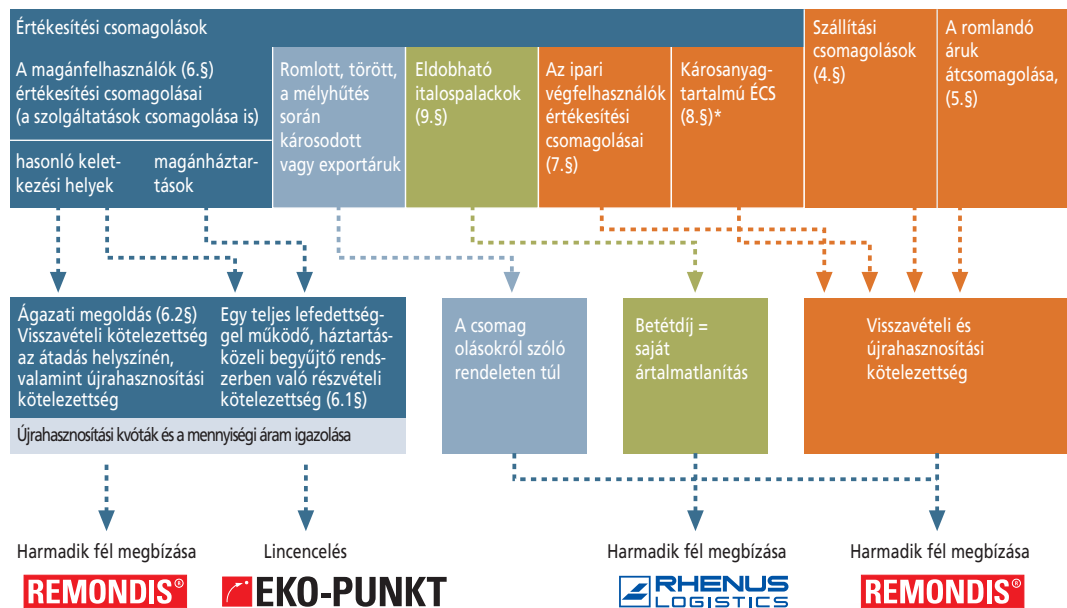 Értékesítési csomagolások
A magánfelhasználók (6.§)
értékesítési csomagolásai
(a szolgáltatások csomagolása is)
hasonló kelet-
kezési helyek
magánháztar-
tások
Romlott, törött,
a mélyhűtés
során
károsodott
vagy exportáruk
Eldobható
italospalackok
(9.§)
Az ipari
végfelhasználók
értékesítési
csomagolásai
(7.§)
Károsanyag-
tartalmú ÉCS
(8.§)*
Szállítási
csomagolások
(4.§)
A romlandó
áruk
átcsomagolása,
(5.§)
Ágazati megoldás (6.2§)
Visszavételi kötelezettség
az átadás helyszínén,
valamint újrahasznosítási
kötelezettség
Egy teljes lefedettség-
gel működő, háztartás-
közeli begyűjtő rends-
zerben való részvételi
kötelezettség (6.1§)
Újrahasznosítási kvóták és a mennyiségi áram igazolása
A csomag
olásokról szóló
rendeleten túl
Betétdíj =
saját
ártalmatlanítás
Visszavételi és
újrahasznosítási
kötelezettség
Harmadik fél megbízása
Lincencelés
Harmadik fél megbízása
Harmadik fél megbízása
REMONDIS®
EKO-PUNKT
RHENUS
LOGISTICS
REMONDIS®